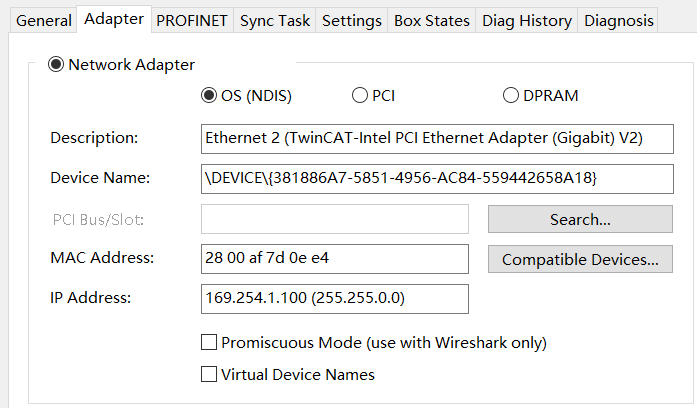 General Adapter PROFINET Sync Task Settings Box States Diag History Diagnosis
Network Adapter
OS (NDIS) PCI DPRAM
Description: Ethernet 2 (TwinCAT-Intel PCI Ethernet Adapter (Gigabit) V2)
Device Name: \DEVICE\{381886A7-5851-4956-AC84-559442658A18}
PCI Bus/Slot: Search...
MAC Address: 28 00 af 7d 0e e4 Compatible Devices...
IP Address: 169.254.1.100 (255.255.0.0)
Promiscuous Mode (use with Wireshark only)
Virtual Device Names